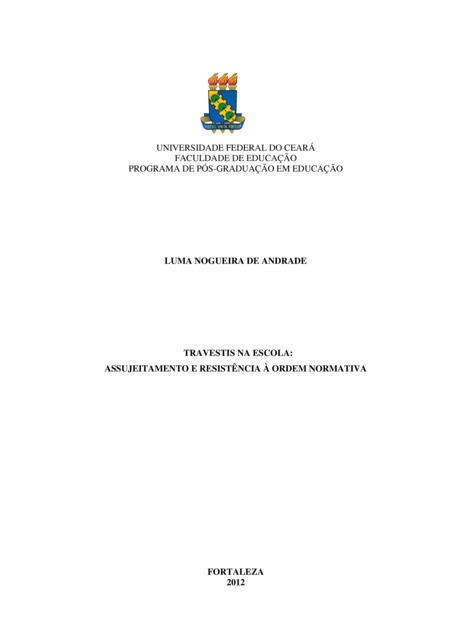 UNIVERSIDADE FEDERAL DO CEARÁ
FACULDADE DE EDUCAÇÃO
PROGRAMA DE PÓS-GRADUAÇÃO EM EDUCAÇÃO
LUMA NOGUEIRA DE ANDRADE
TRAVESTIS NA ESCOLA:
ASSUJEITAMENTO E RESISTÊNCIA À ORDEM NORMATIVA
FORTALEZA
2012